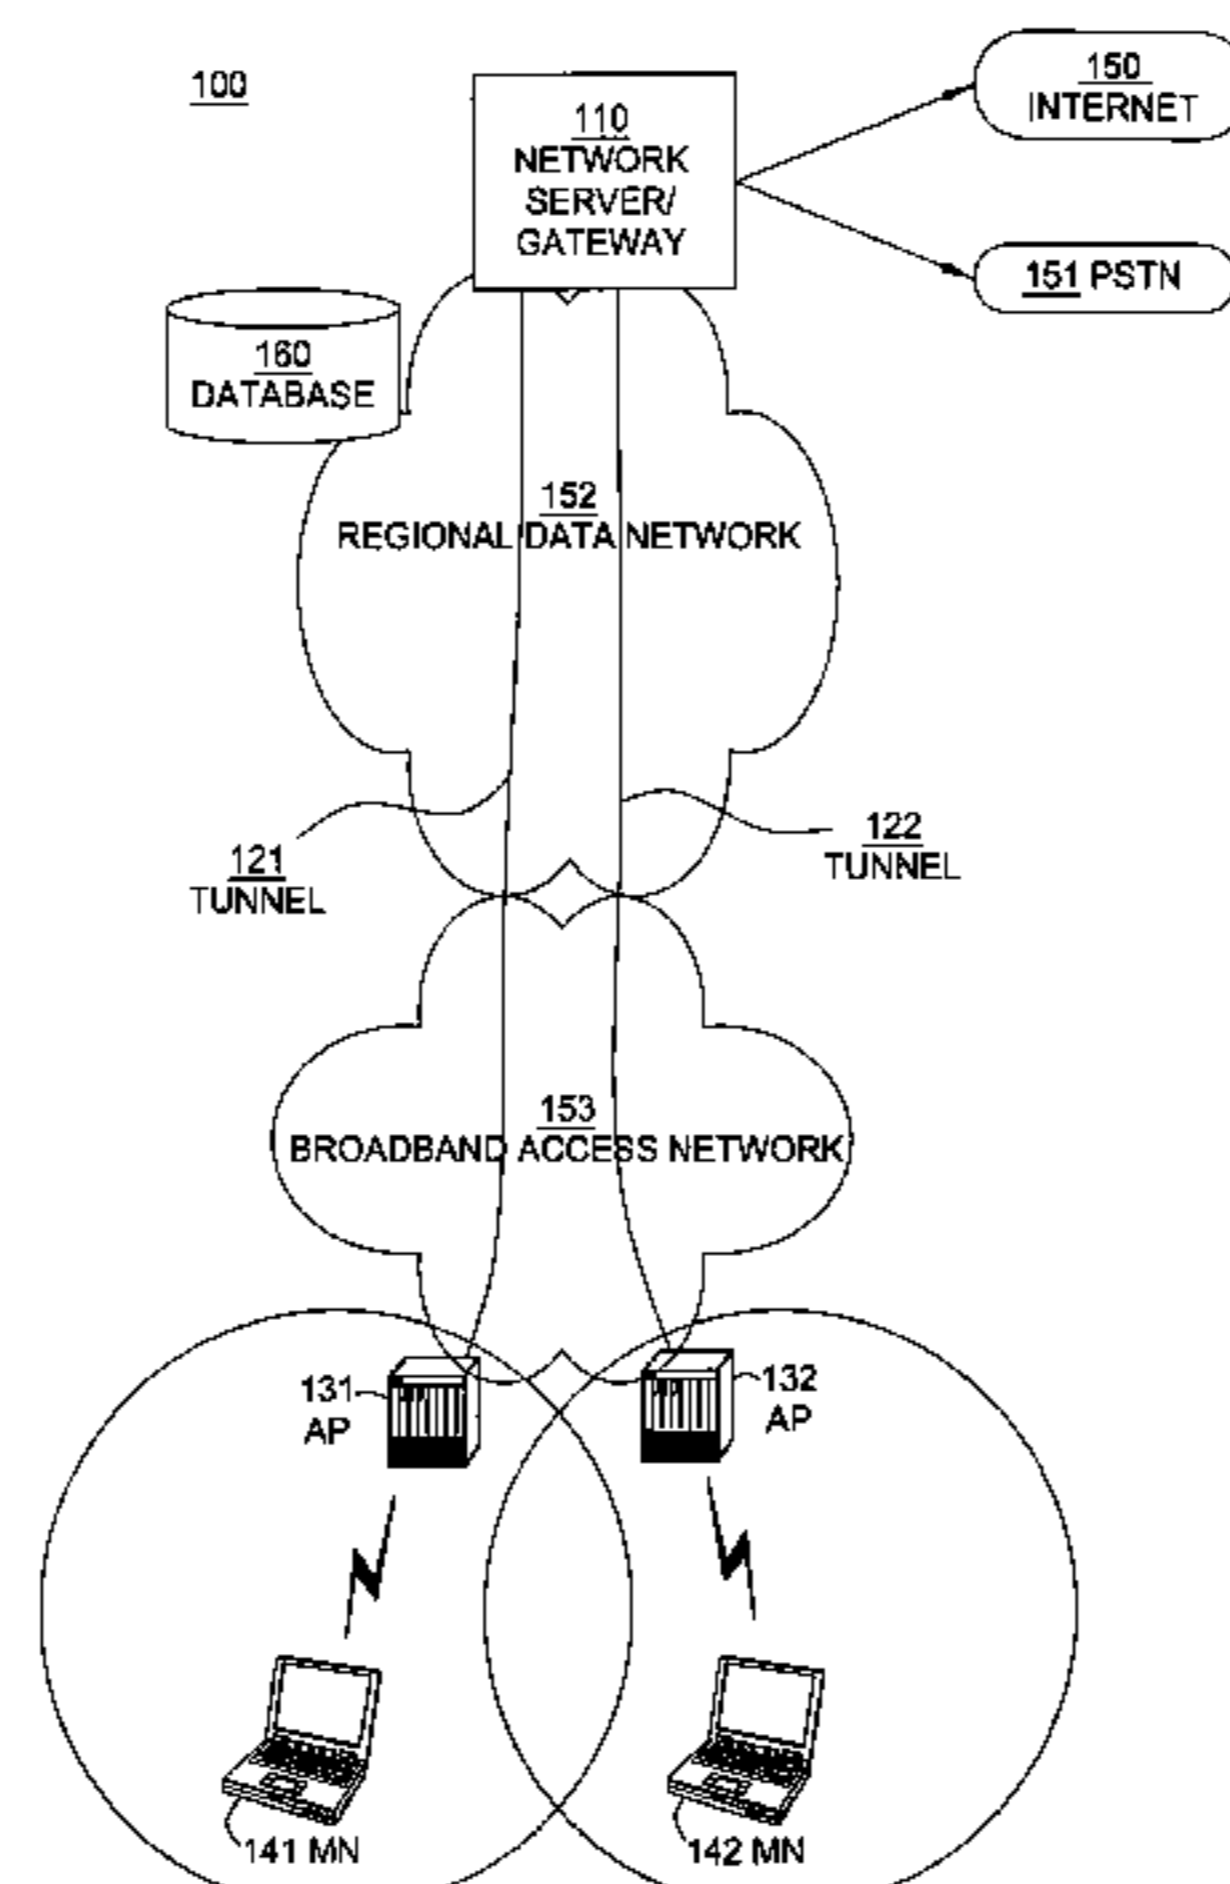 100
110
NETWORK
SERVER/
GATEWAY
150
INTERNET
151 PSTN
160
DATABASE
152
REGIONAL DATA NETWORK
121
TUNNEL
122
TUNNEL
153
BROADBAND ACCESS NETWORK
131
AP
132
AP
141 MN
142 MN